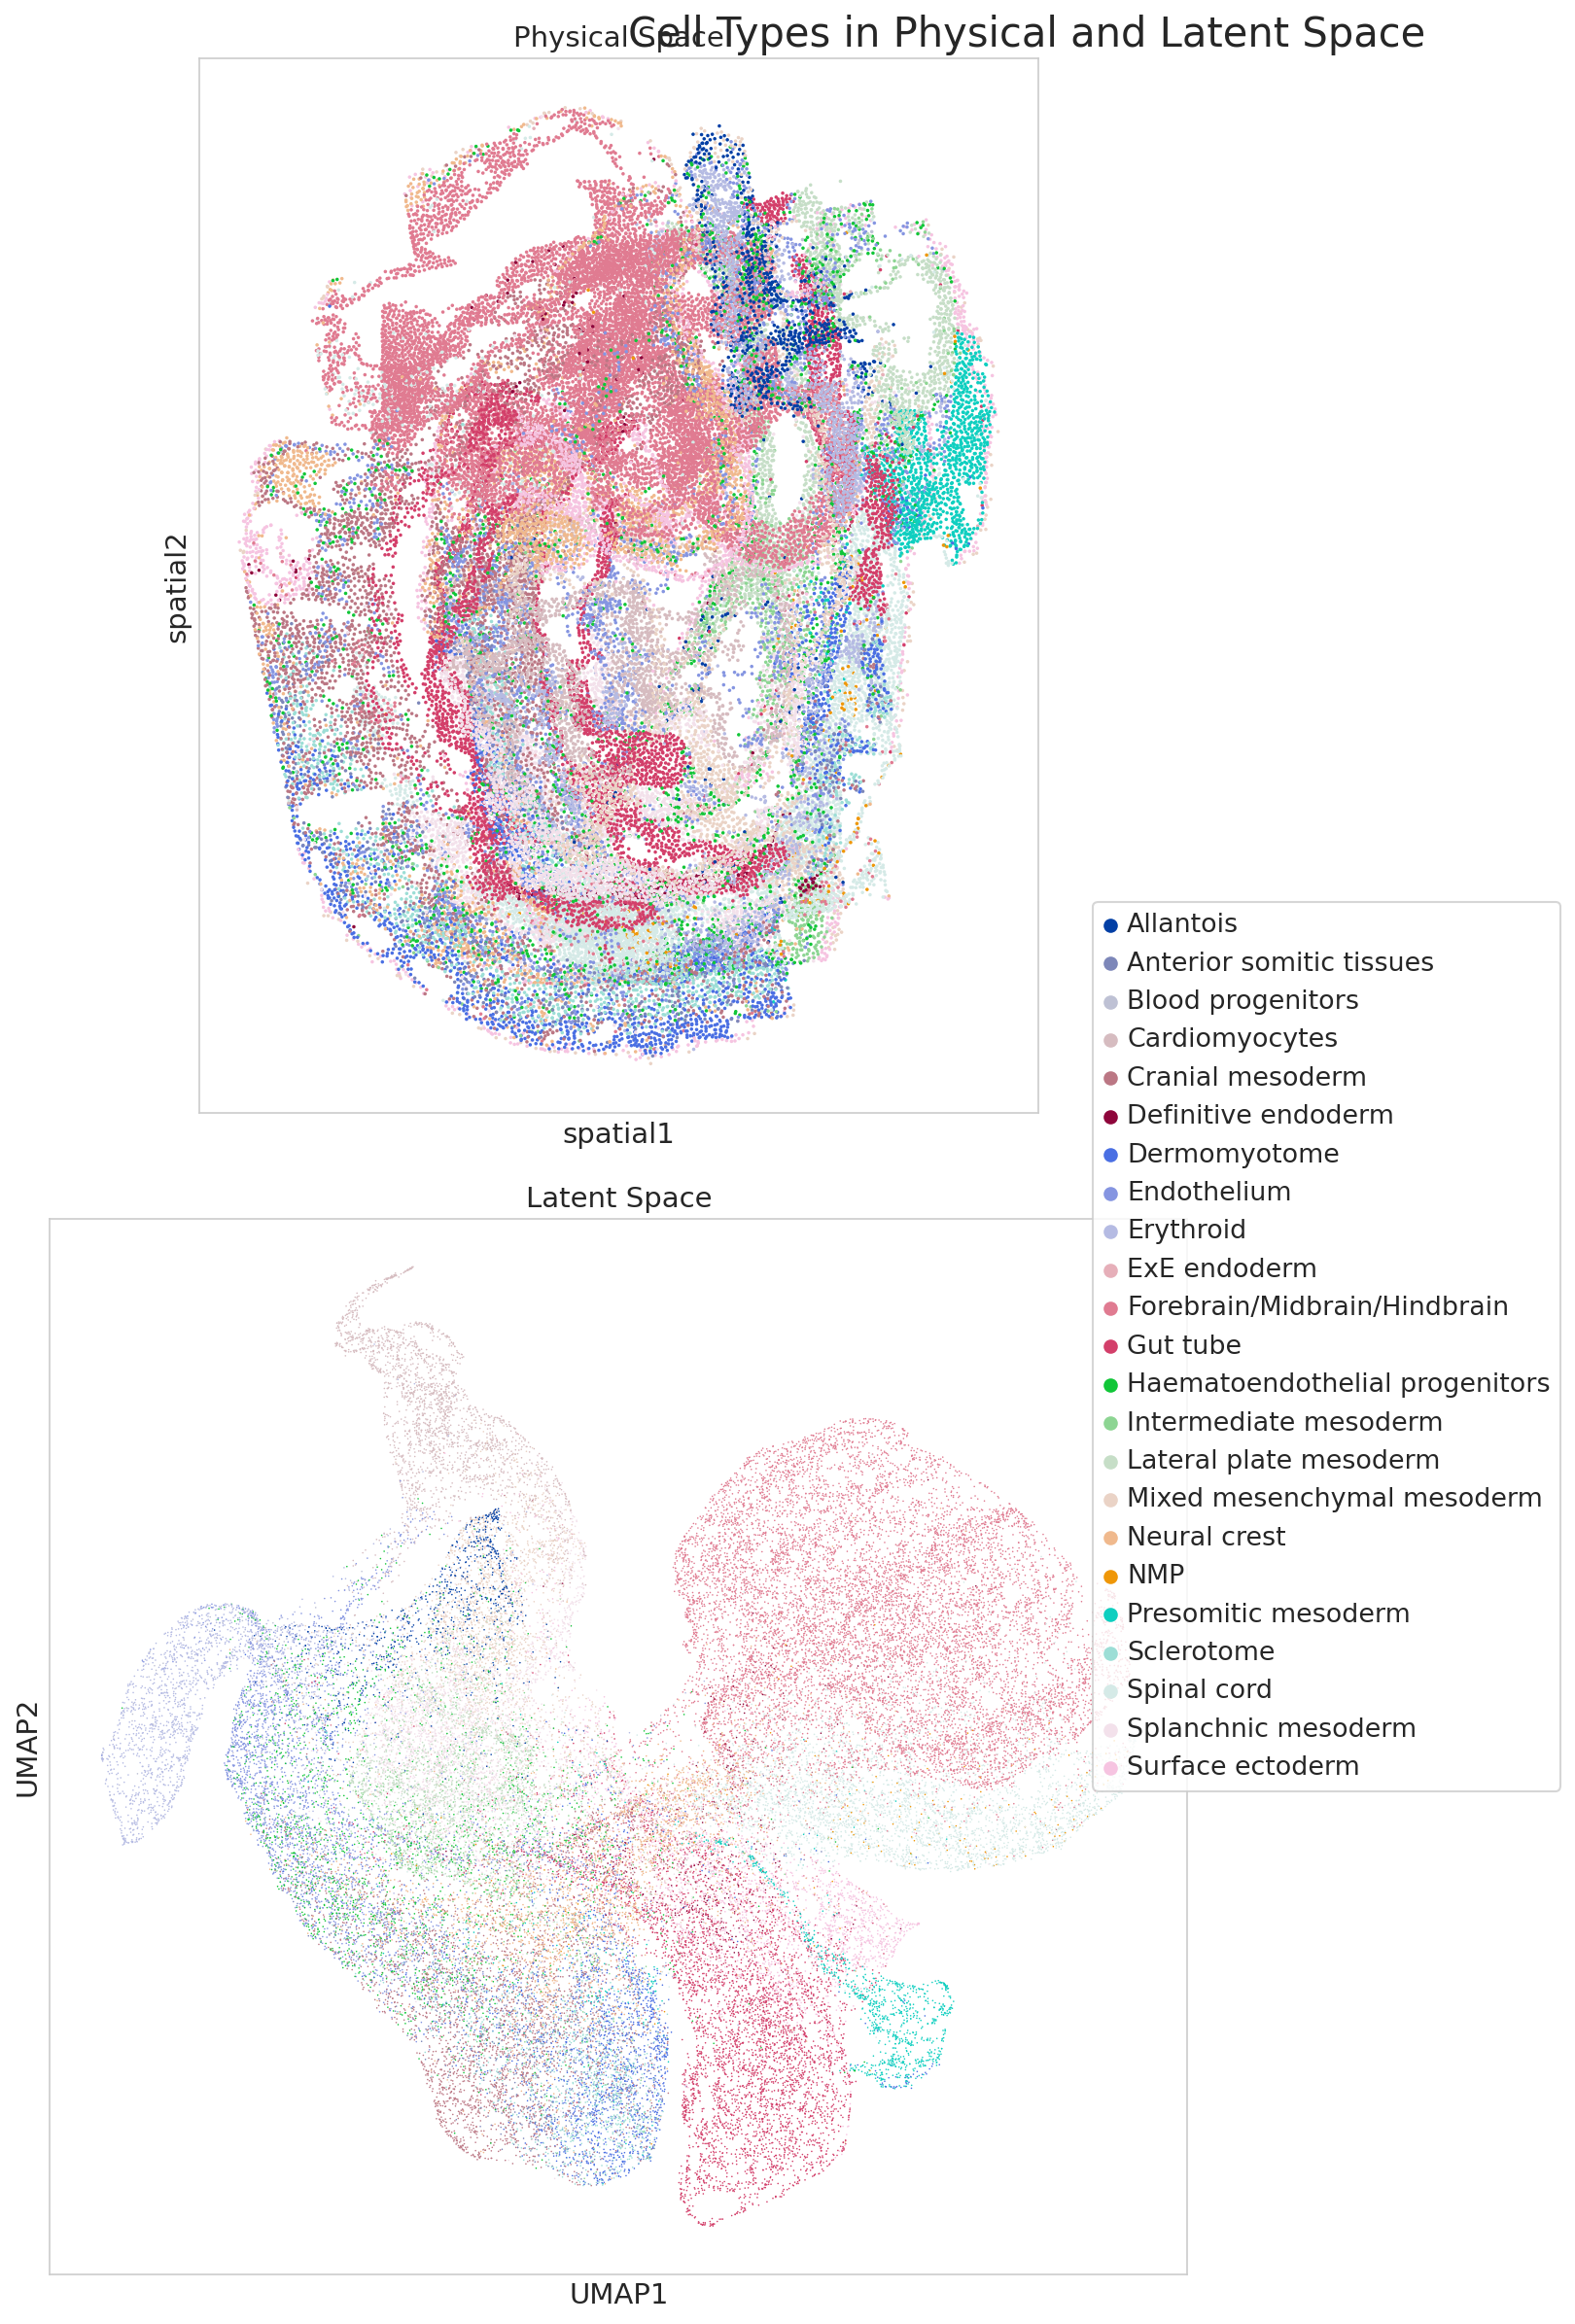 Cell Types in Physical and Latent Space
Physical Space
spatial2
spatial1
Allantois
Anterior somitic tissues
Blood progenitors
Cardiomyocytes
Cranial mesoderm
Definitive endoderm
Dermomyotome
Endothelium
Erythroid
ExE endoderm
Forebrain/Midbrain/Hindbrain
Gut tube
Haematoendothelial progenitors
Intermediate mesoderm
Lateral plate mesoderm
Mixed mesenchymal mesoderm
Neural crest
NMP
Presomitic mesoderm
Sclerotome
Spinal cord
Splanchnic mesoderm
Surface ectoderm
Latent Space
UMAP2
UMAP1